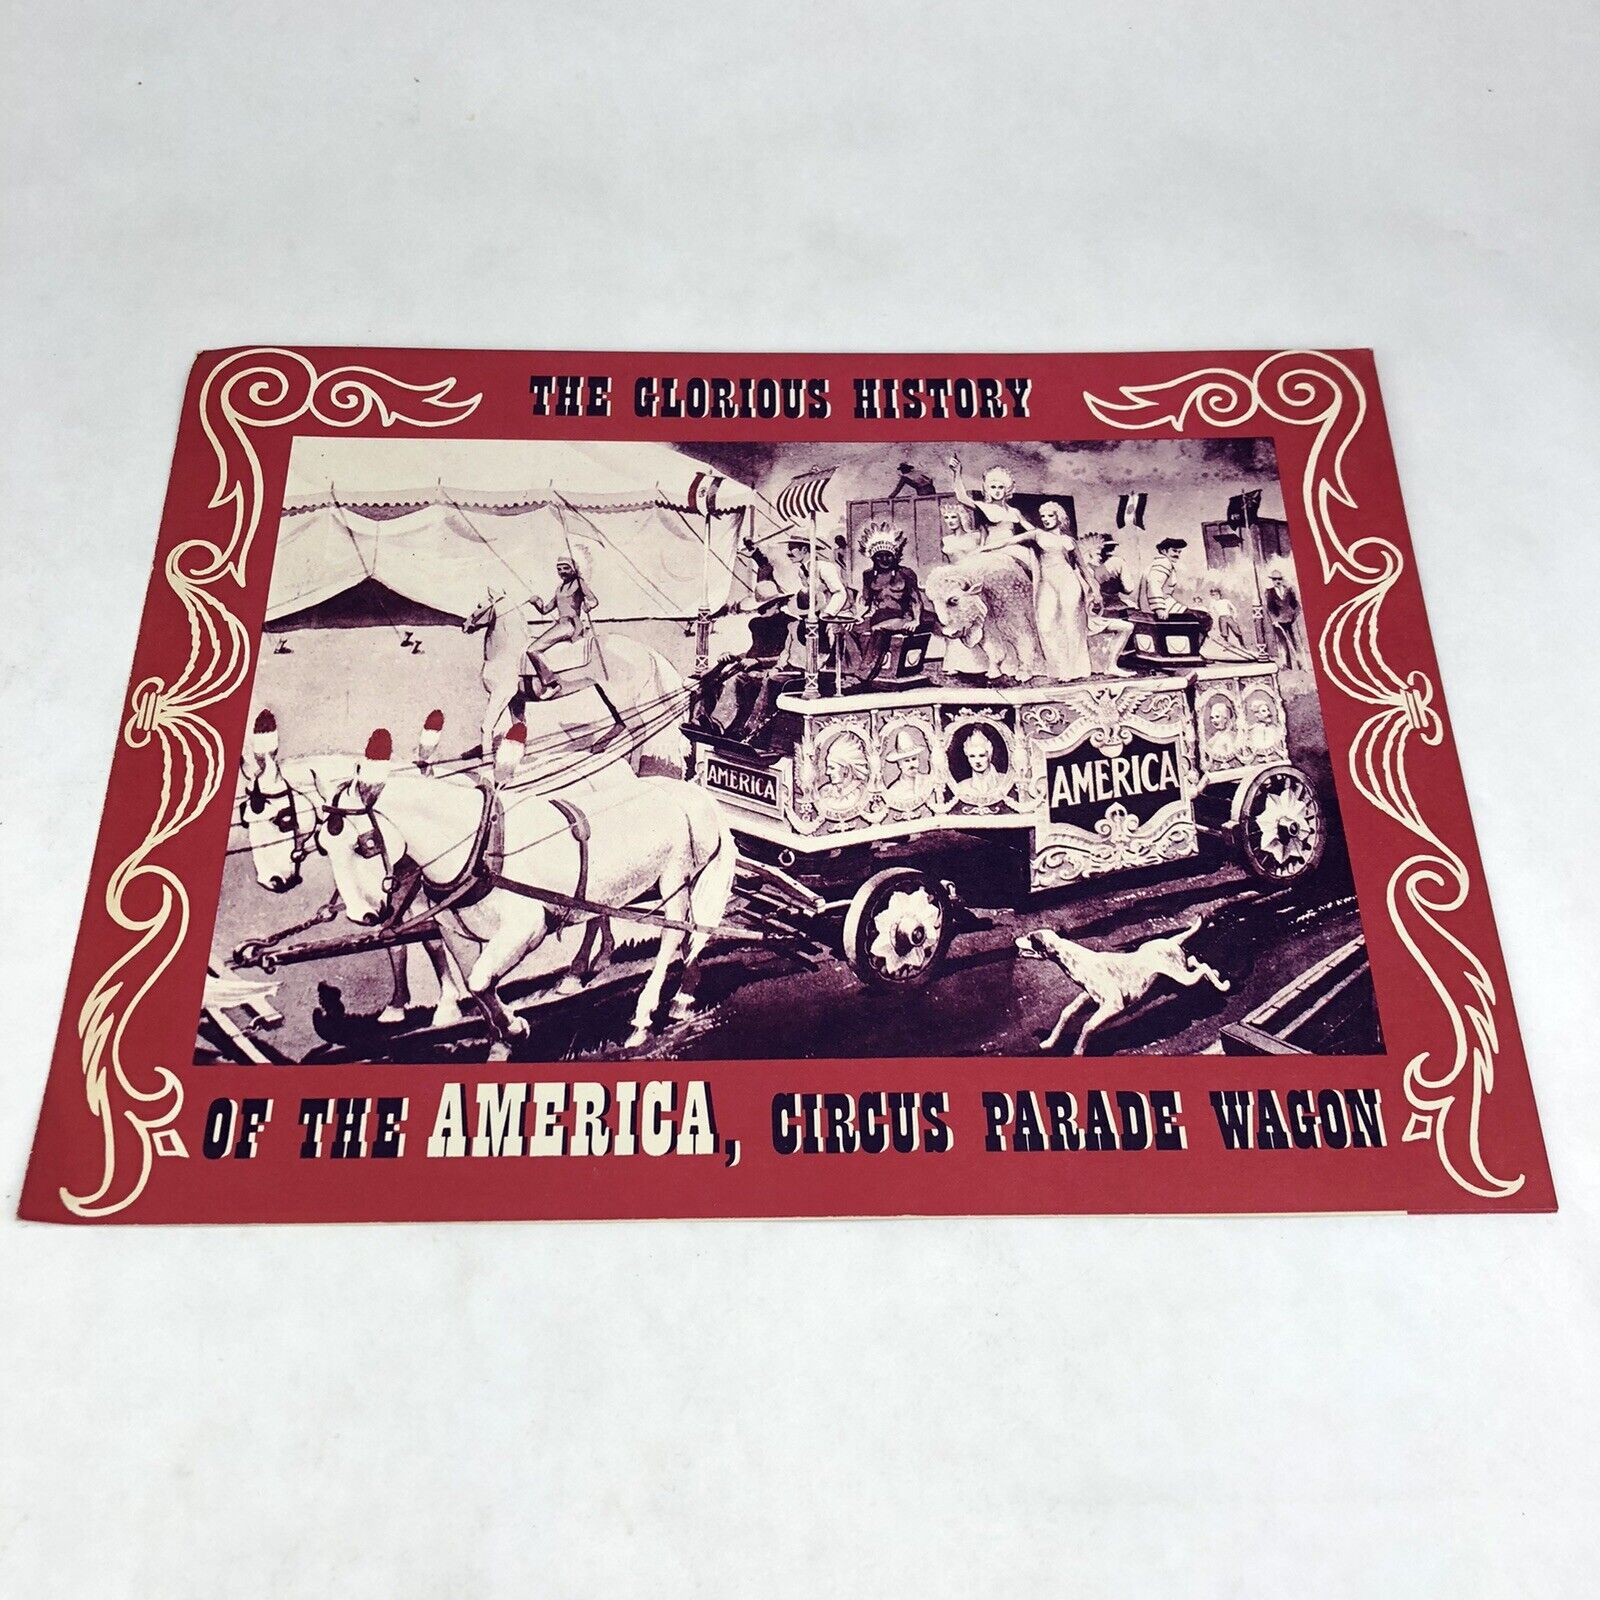 THE GLORIOUS HISTORY
AMERICA
AMERICA
OF THE AMERICA, CIRCUS PARADE WAGON